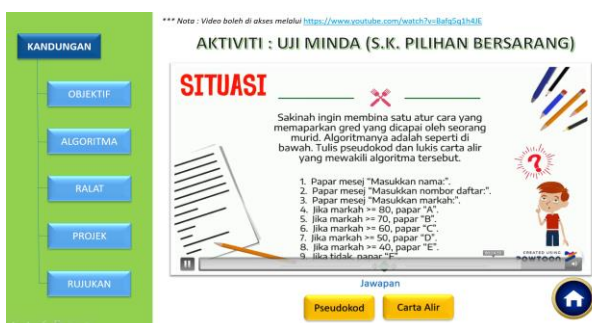 *** Nota : Video boleh di akses melalui https://www.youtube.com/watch?v=BafgSq1h4JE
KANDUNGAN
AKTIVITI : UJI MINDA (S.K. PILIHAN BERSARANG)
OBJEKTIF
ALGORITMA
RALAT
PROJEK
RUJUKAN
SITUASI
Sakinah ingin membina satu atur cara yang
memaparkan gred yang dicapai oleh seorang
murid. Algoritmanya adalah seperti di
bawah. Tulis pseudokod dan lukis carta alir
yang mewakili algoritma tersebut.
1. Papar mesej "Masukkan nama:".
2. Papar mesej "Masukkan nombor daftar:".
3. Papar mesej "Masukkan markah:".
4. Jika markah >= 80, papar "A".
5. Jika markah >= 70, papar "B".
6. Jika markah >= 60, papar "C".
7. Jika markah >= 50, papar "D".
8. Jika markah >= 40, papar "E".
9. Jika tidak, papar "F"
CREATED USING
POWTOON
Jawapan
Pseudokod
Carta Alir